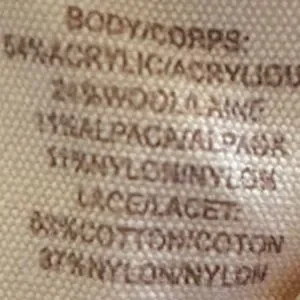 BODY/CORPS:
54%ACRYLIC/ACRYLIQU
24%WOOL/LAINE
11%ALPACA/ALPAGA
11%NYLON/NYLON
LACE/LACET:
63%COTTON/COTON
37%NYLON/NYLON